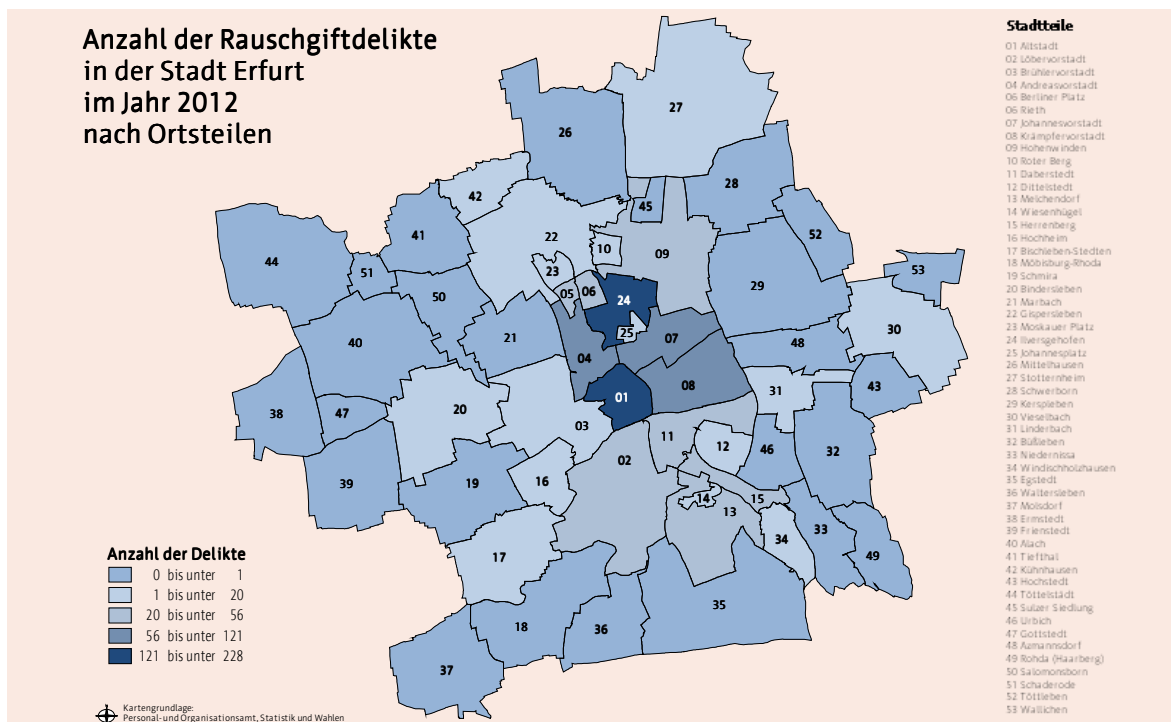 Anzahl der Rauschgiftdelikte
in der Stadt Erfurt
im Jahr 2012
nach Ortsteilen
Stadtteile
01 Altstadt
02 Löbervorstadt
03 Brühlervorstadt
04 Andreasvorstadt
06 Berliner Platz
06 Rieth
07 Johannesvorstadt
08 Krämpfervorstadt
09 Hohenwinden
10 Roter Berg
11 Daberstedt
12 Dittelstedt
13 Melchendorf
14 Wiesenhügel
15 Herrenberg
16 Hochheim
17 Bischleben-Stedten
18 Möbisburg-Rhoda
19 Schmira
20 Bindersleben
21 Marbach
22 Gispersleben
23 Moskauer Platz
24 Ilversgehofen
25 Johannesplatz
26 Mittelhausen
27 Stotternheim
28 Schwerborn
29 Kerspleben
30 Vieselbach
31 Linderbach
32 Büßleben
33 Niedernissa
34 Windischholzhausen
35 Egstedt
36 Waltersleben
37 Molsdorf
38 Ermstedt
39 Frienstedt
40 Alach
41 Tiefthal
42 Kühnhausen
43 Hochstedt
44 Töttelstädt
45 Sulzer Siedlung
46 Urbich
47 Gottstedt
48 Azmannsdorf
49 Rohda (Haarberg)
50 Salomonsborn
51 Schaderode
52 Töttleben
53 Wallichen
27
26
28
42
45
41
22
52
10
09
44
51
23
53
50
05
06
29
24
30
25
21
07
48
40
04
43
08
31
01
38
47
20
03
11
12
46
32
02
39
19
16
14
15
13
33
34
49
17
35
18
36
37
Anzahl der Delikte
0 bis unter 1
1 bis unter 20
20 bis unter 56
56 bis unter 121
121 bis unter 228
Kartengrundlage:
Personal- und Organisationsamt, Statistik und Wahlen